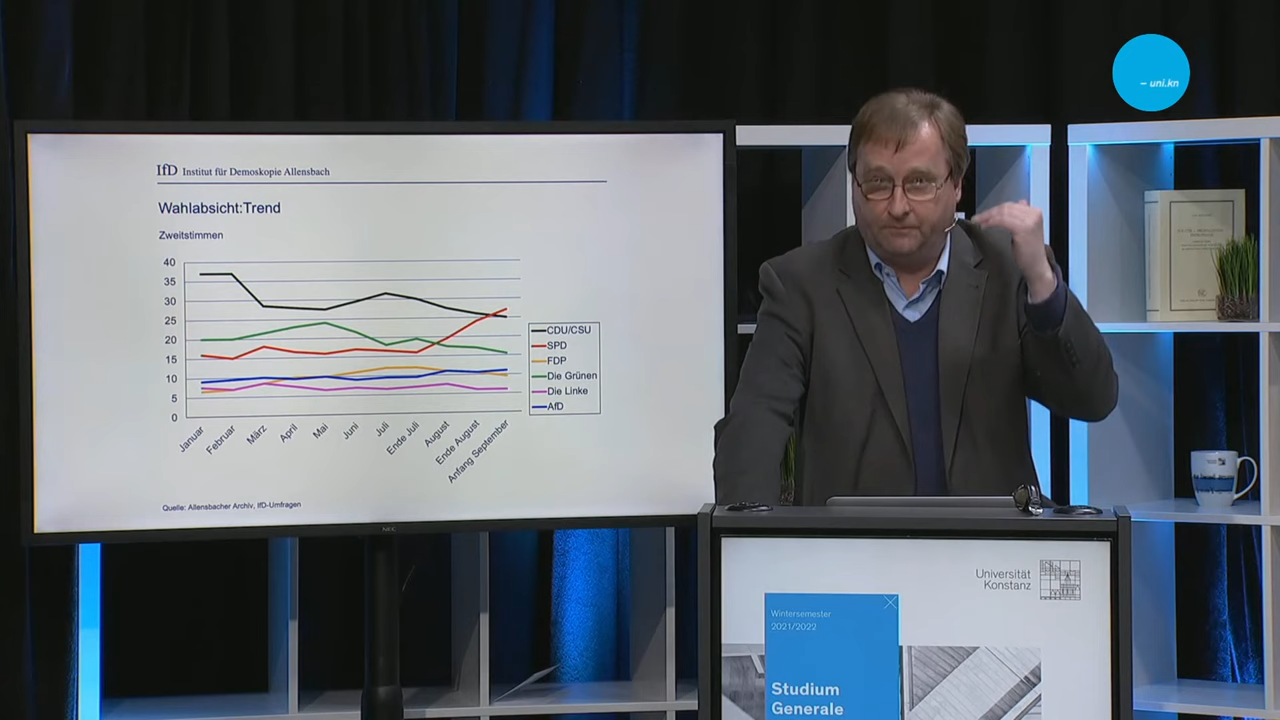 – uni.kn
IfD Institut für Demoskopie Allensbach
Wahlabsicht:Trend
Zweitstimmen
40
35
30
25
20
15
10
5
0
Januar
Februar
März
April
Mai
Juni
Juli
Ende Juli
August
Ende August
Anfang September
CDU/CSU
SPD
FDP
Die Grünen
Die Linke
AfD
Quelle: Allensbacher Archiv, IfD-Umfragen
Universität
Konstanz
Wintersemester
2021/2022
Studium
Generale